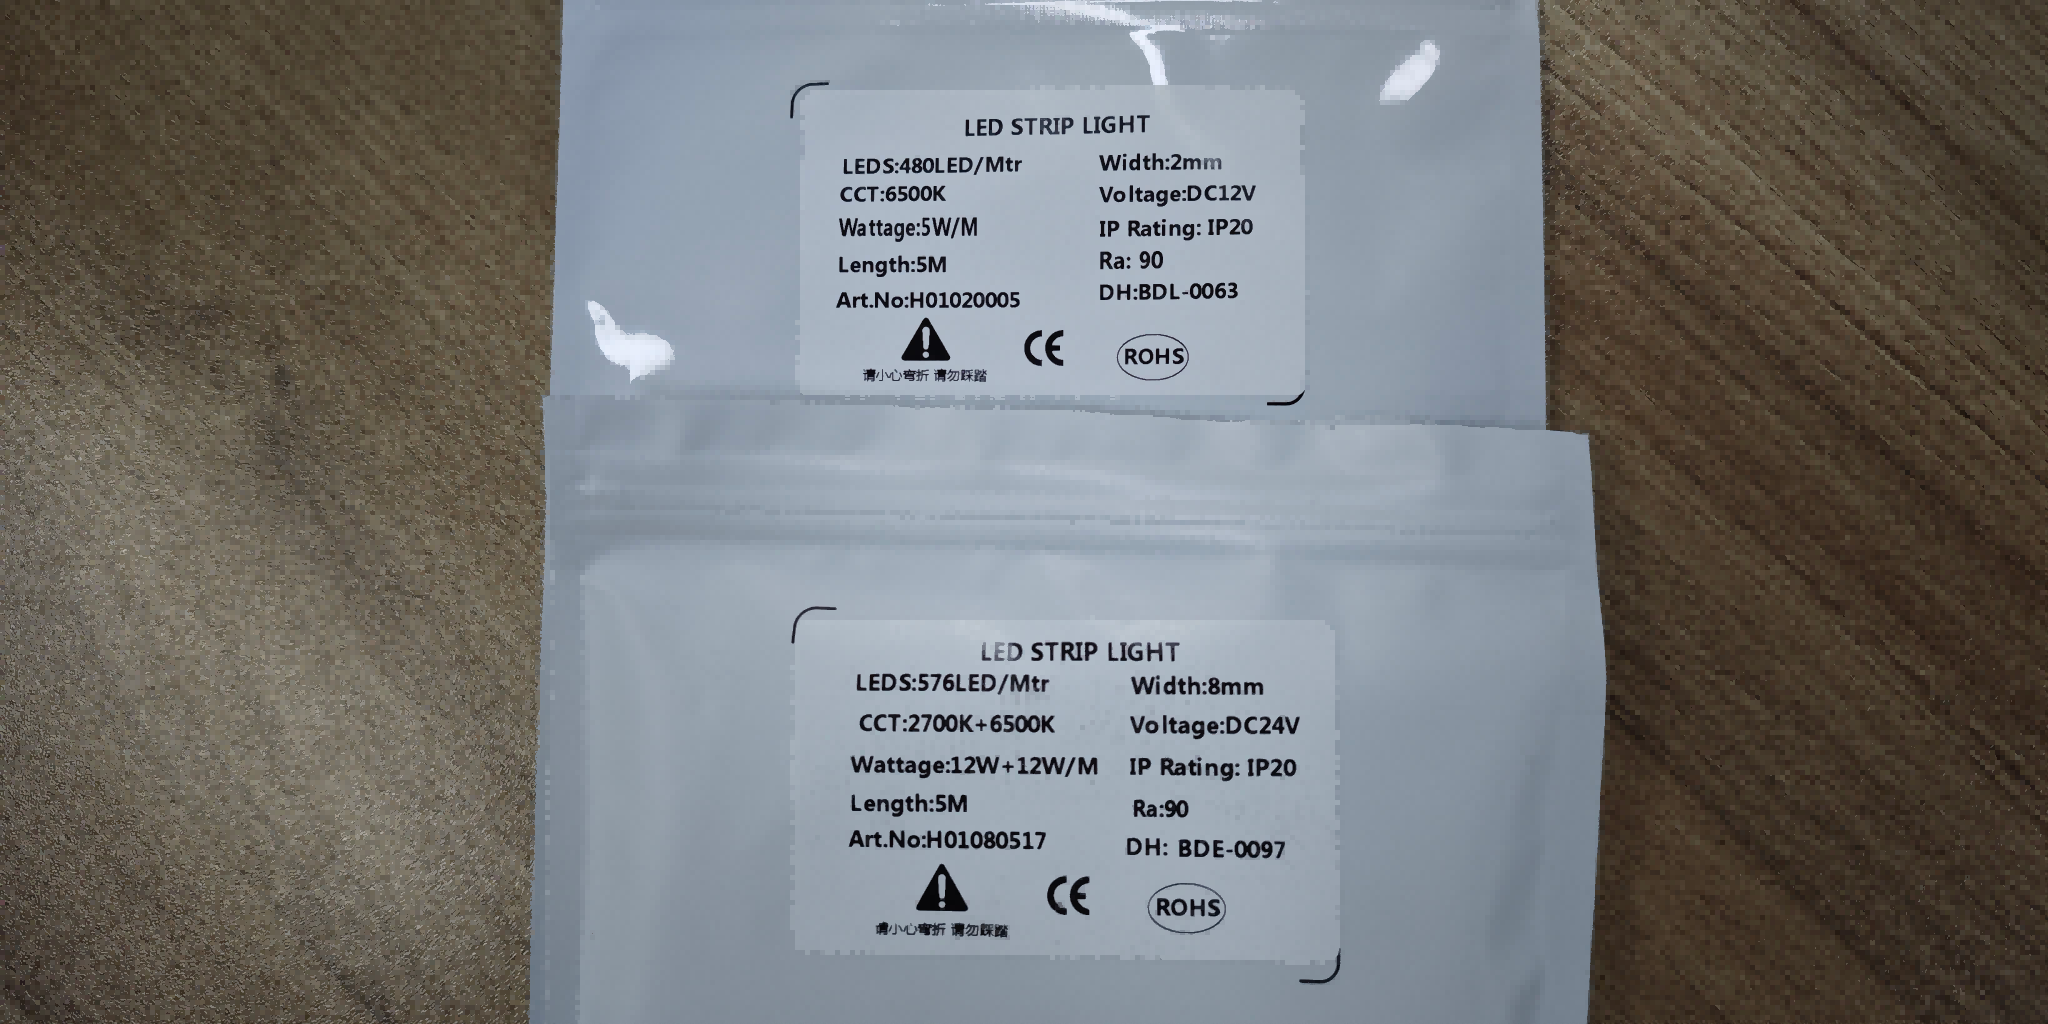 LED STRIP LIGHT
LEDS:480LED/Mtr Width:2mm
CCT:6500K Voltage:DC12V
Wattage:5W/M IP Rating: IP20
Length:5M Ra: 90
Art.No:H01020005 DH:BDL-0063
CE ROHS
请小心弯折 请勿踩踏
LED STRIP LIGHT
LEDS:576LED/Mtr Width:8mm
CCT:2700K+6500K Voltage:DC24V
Wattage:12W+12W/M IP Rating: IP20
Length:5M Ra:90
Art.No:H01080517 DH: BDE-0097
CE ROHS
请小心弯折 请勿踩踏